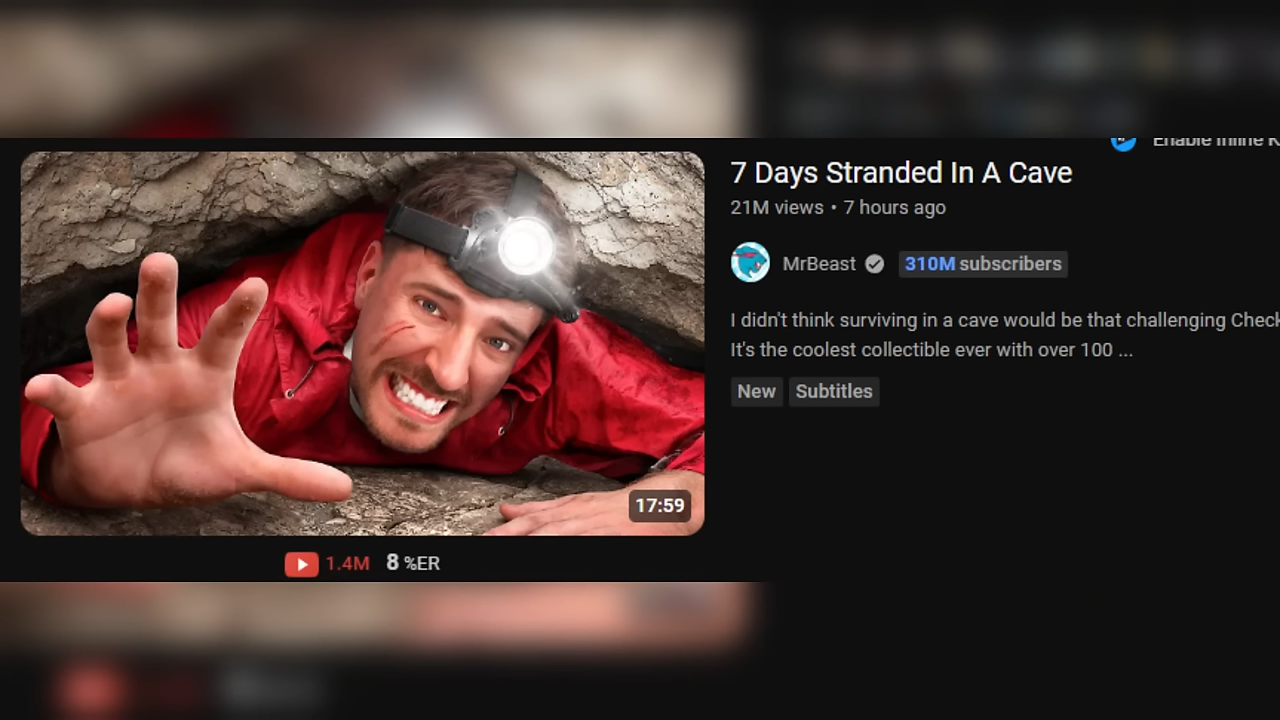 Enable Inline K
7 Days Stranded In A Cave
21M views • 7 hours ago
MrBeast 310M subscribers
I didn't think surviving in a cave would be that challenging Check
It's the coolest collectible ever with over 100 ...
New Subtitles
17:59
1.4M 8 %ER